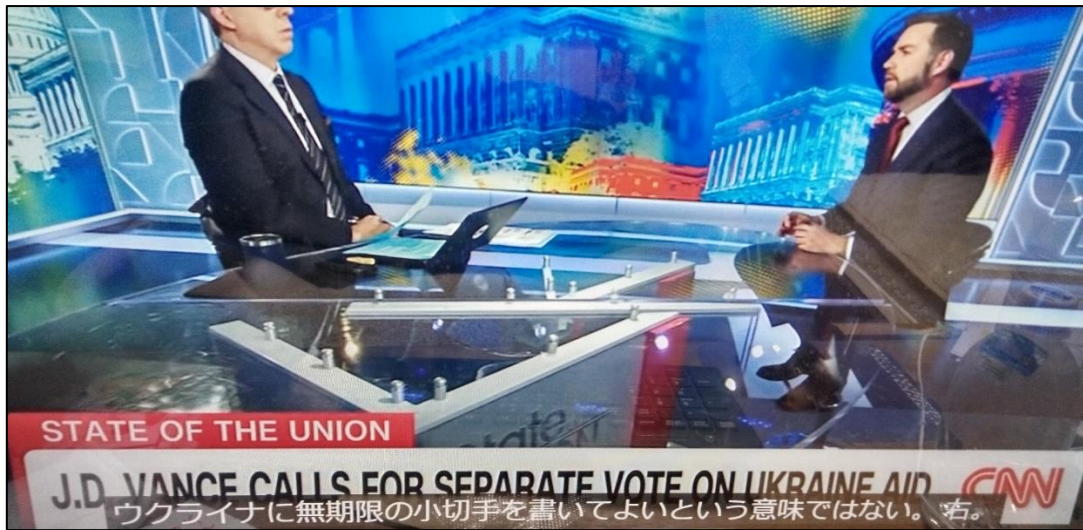 STATE OF THE UNION
J.D. VANCE CALLS FOR SEPARATE VOTE ON UKRAINE AID CNN
ウクライナに無期限の小切手を書いてよいという意味ではない。、右。